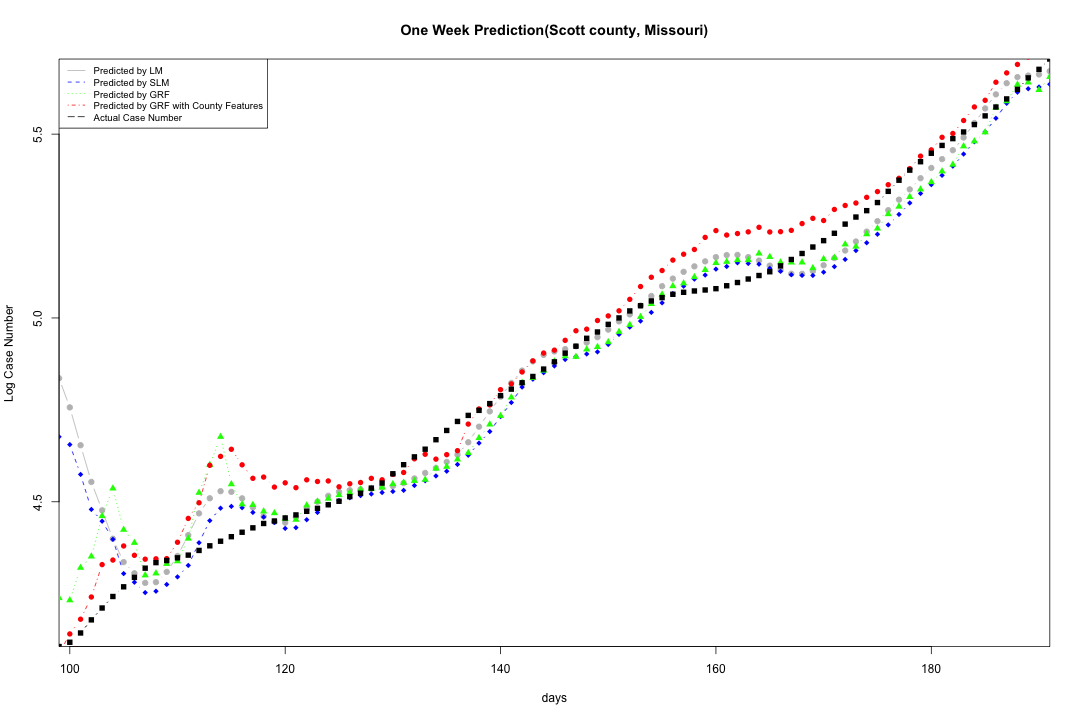 One Week Prediction(Scott county, Missouri)
Predicted by LM
Predicted by SLM
Predicted by GRF
Predicted by GRF with County Features
Actual Case Number
Log Case Number
5.5
5.0
4.5
100 120 140 160 180
days